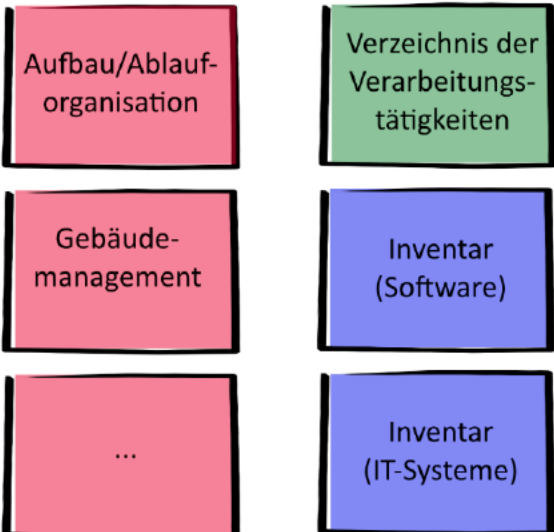 Aufbau/Ablauf-
organisation
Verzeichnis der
Verarbeitungs-
tätigkeiten
Gebäude-
management
Inventar
(Software)
...
Inventar
(IT-Systeme)